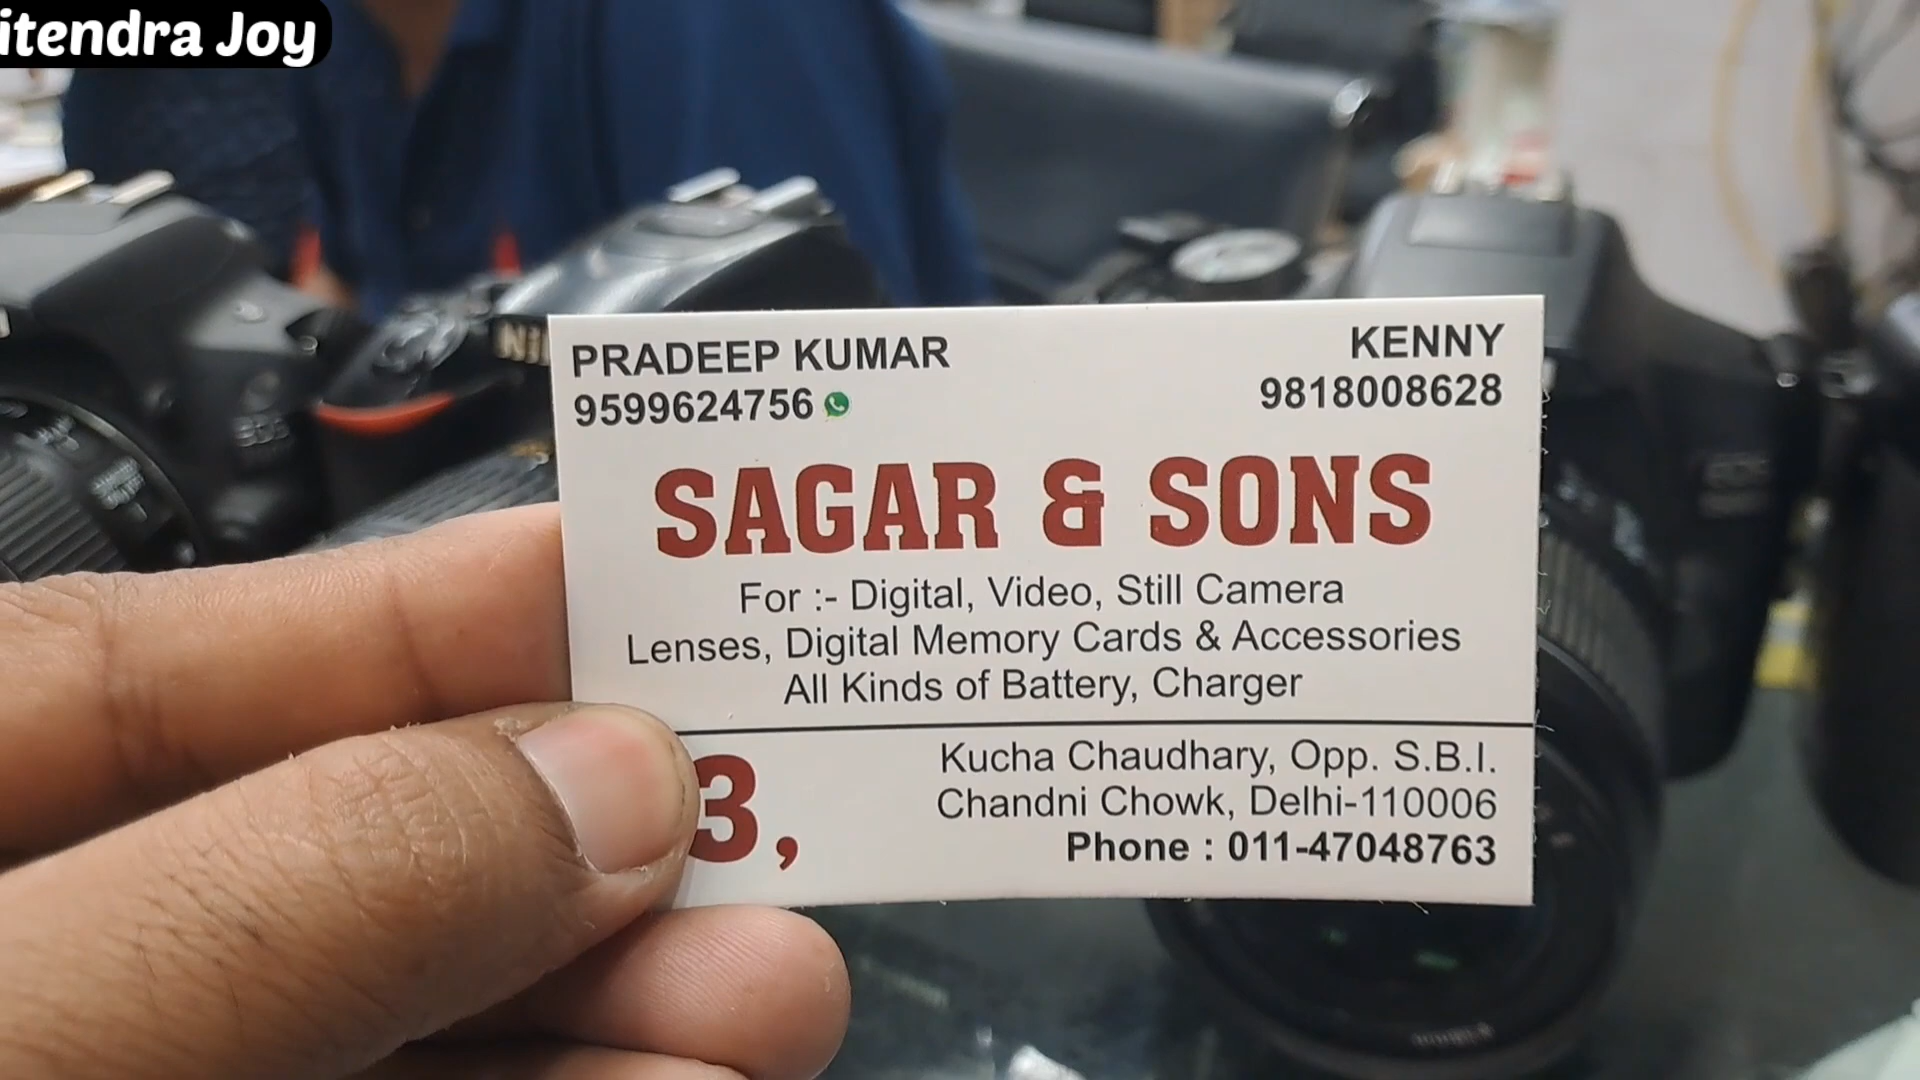 itendra Joy
PRADEEP KUMAR
9599624756
KENNY
9818008628
SAGAR & SONS
For :- Digital, Video, Still Camera
Lenses, Digital Memory Cards & Accessories
All Kinds of Battery, Charger
3,
Kucha Chaudhary, Opp. S.B.I.
Chandni Chowk, Delhi-110006
Phone : 011-47048763